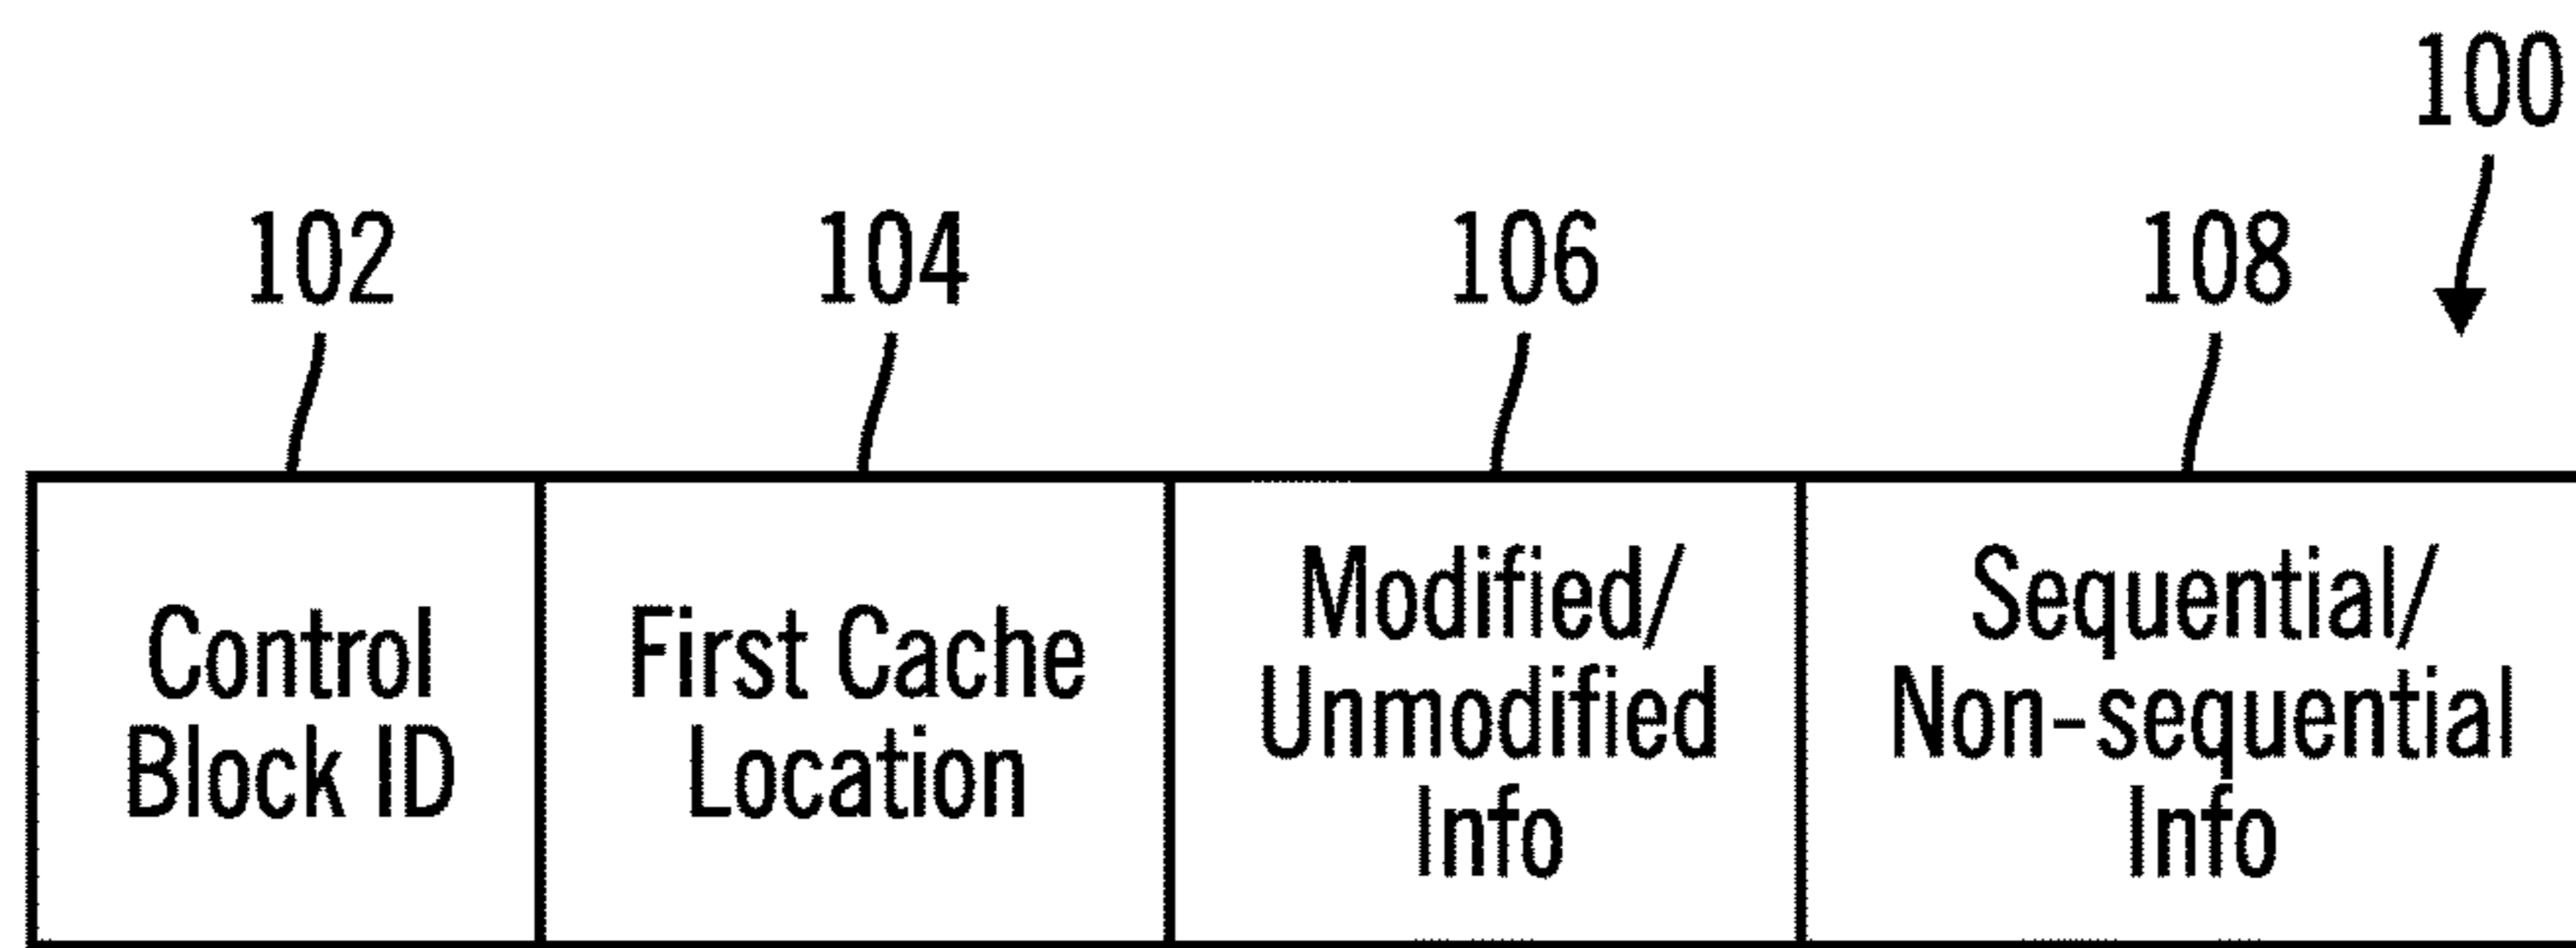 100
102
104
106
108
Control
Block ID
First Cache
Location
Modified/
Unmodified
Info
Sequential/
Non-sequential
Info